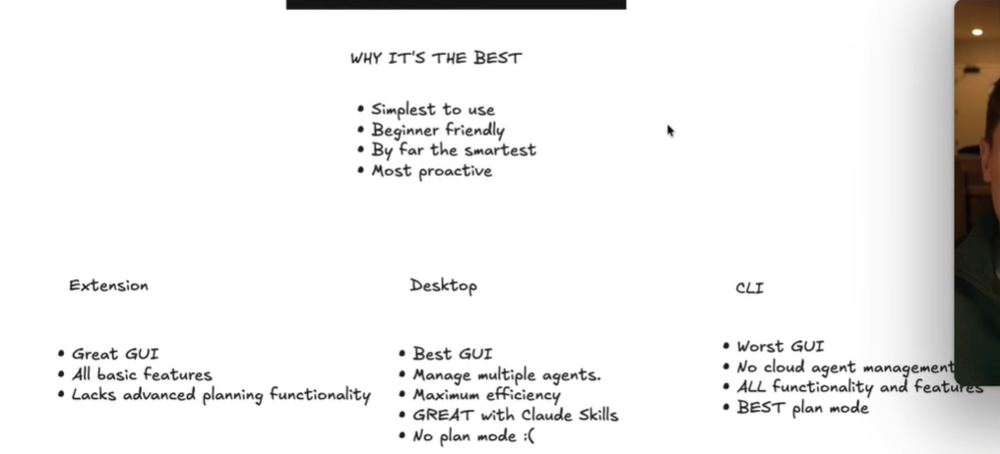 WHY IT'S THE BEST
• Simplest to use
• Beginner friendly
• By far the smartest
• Most proactive
Extension
• Great GUI
• All basic features
• Lacks advanced planning functionality
Desktop
• Best GUI
• Manage multiple agents.
• Maximum efficiency
• GREAT with Claude Skills
• No plan mode :(
CLI
• Worst GUI
• No cloud agent management
• ALL functionality and features
• BEST plan mode